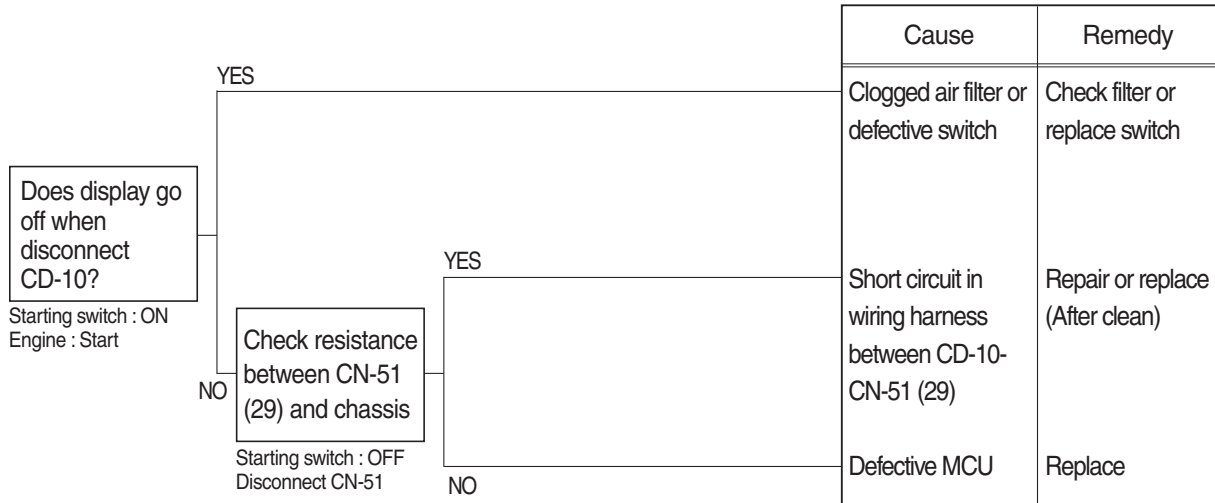 Cause
Remedy
YES
Clogged air filter or
defective switch
Check filter or
replace switch
Does display go
off when
disconnect
CD-10?
Starting switch : ON
Engine : Start
NO
Check resistance
between CN-51
(29) and chassis
Starting switch : OFF
Disconnect CN-51
YES
Short circuit in
wiring harness
between CD-10-
CN-51 (29)
Repair or replace
(After clean)
NO
Defective MCU
Replace